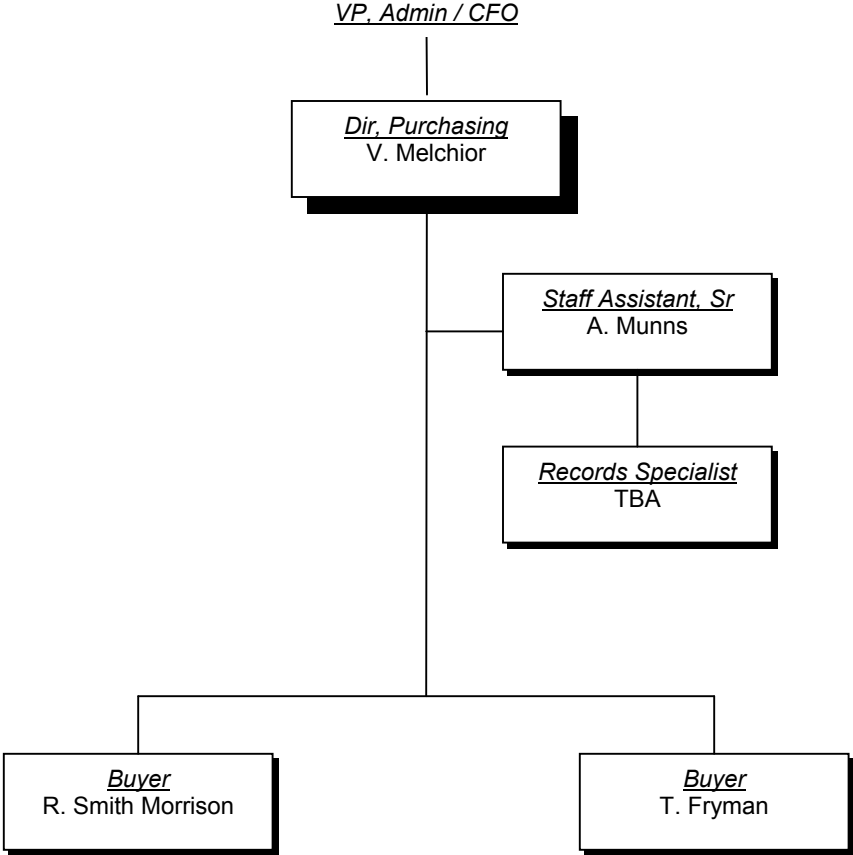 VP, Admin / CFO
Dir, Purchasing
V. Melchior
Staff Assistant, Sr
A. Munns
Records Specialist
TBA
Buyer
R. Smith Morrison
Buyer
T. Fryman